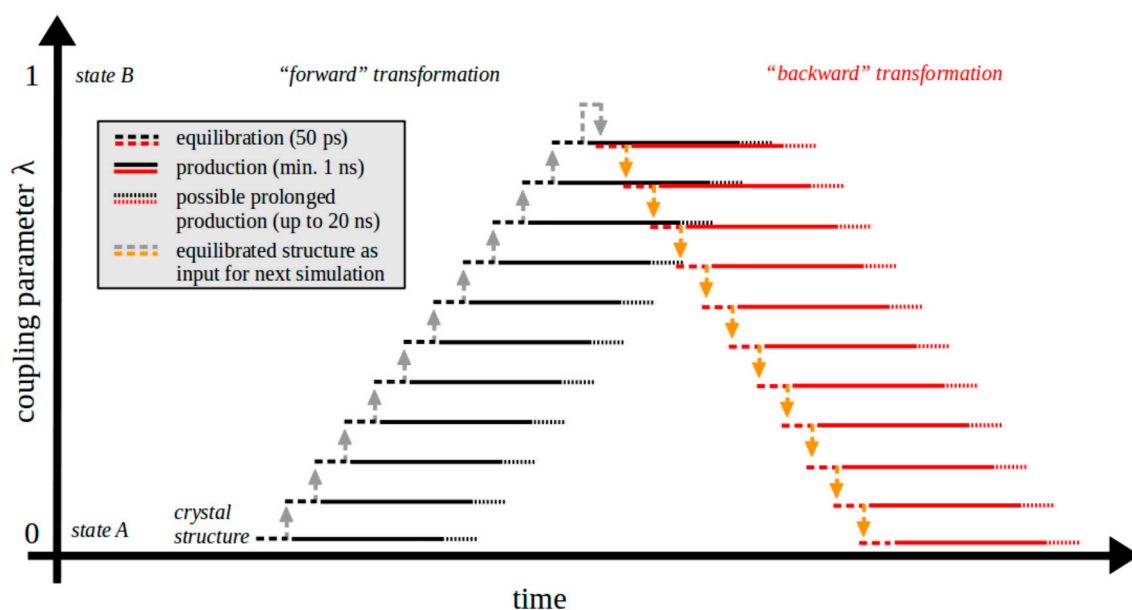 1
state B
“forward” transformation
“backward” transformation
equilibration (50 ps)
production (min. 1 ns)
possible prolonged
production (up to 20 ns)
equilibrated structure as
input for next simulation
coupling parameter λ
crystal
structure
0
state A
time